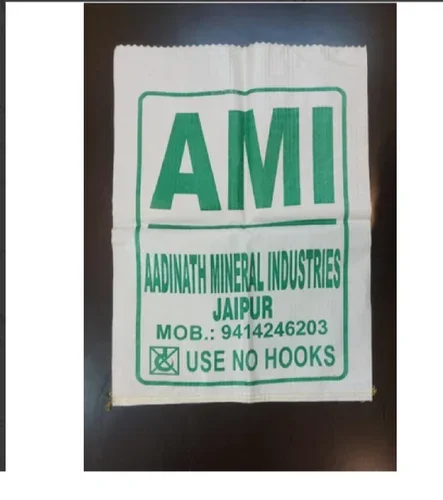 AMI
AADINATH MINERAL INDUSTRIES
JAIPUR
MOB.: 9414246203
USE NO HOOKS